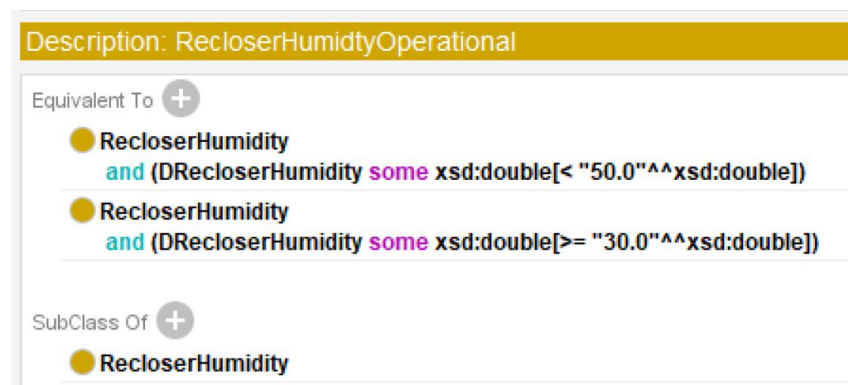 Description: RecloserHumidtyOperational
Equivalent To
RecloserHumidity
and (DRecloserHumidity some xsd:double[< "50.0"^^xsd:double])
RecloserHumidity
and (DRecloserHumidity some xsd:double[>= "30.0"^^xsd:double])
SubClass Of
RecloserHumidity